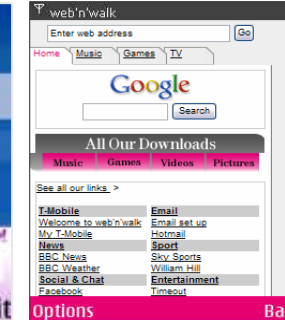 web'n'walk
Enter web address Go
Home Music Games TV
Google
Search
All Our Downloads
Music Games Videos Pictures
See all our links >
T-Mobile Email
Welcome to web'n'walk Email set up
My T-Mobile Hotmail
News Sport
BBC News Sky Sports
BBC Weather William Hill
Social & Chat Entertainment
Facebook Timeout
Options Ba
it